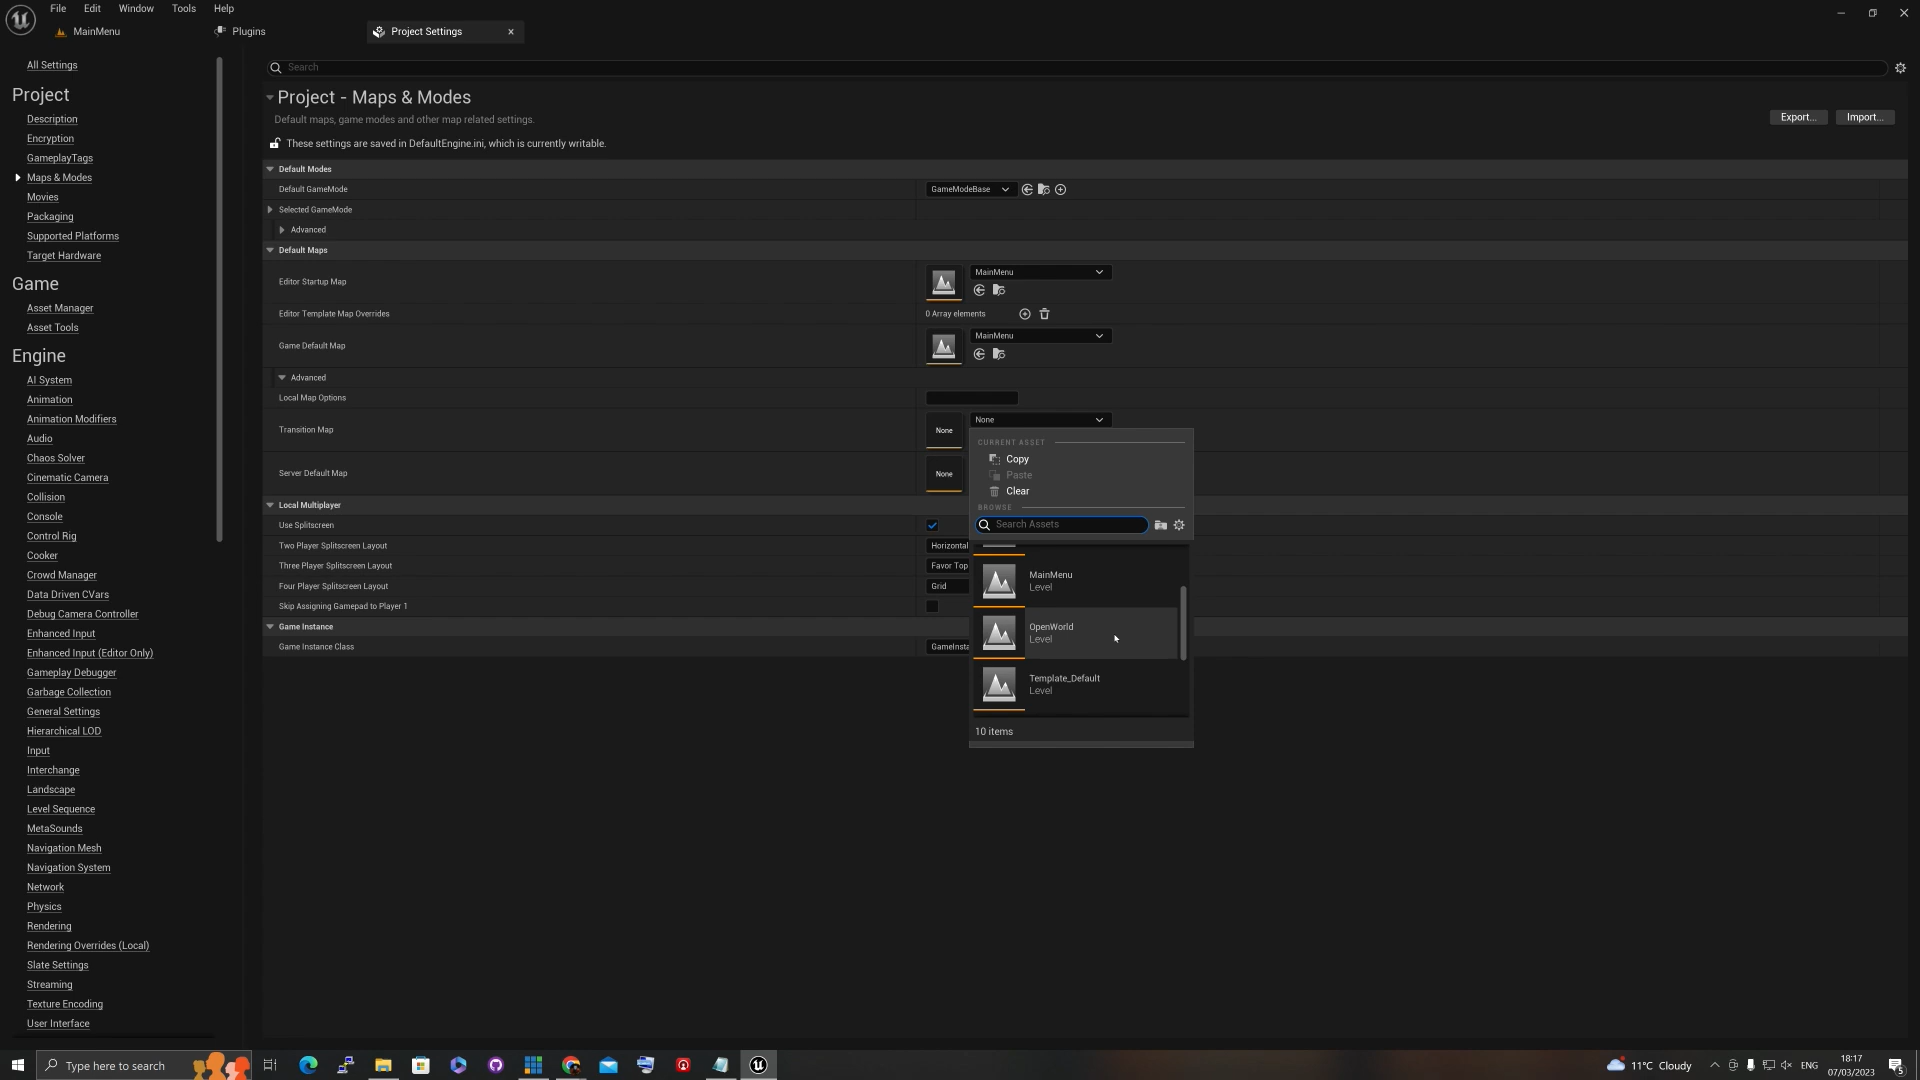 File Edit Window Tools Help
MainMenu Plugins Project Settings
All Settings
Project
Description
Encryption
GameplayTags
Maps & Modes
Movies
Packaging
Supported Platforms
Target Hardware
Game
Asset Manager
Asset Tools
Engine
AI System
Animation
Animation Modifiers
Audio
Chaos Solver
Cinematic Camera
Collision
Console
Control Rig
Cooker
Crowd Manager
Data Driven CVars
Debug Camera Controller
Enhanced Input
Enhanced Input (Editor Only)
Gameplay Debugger
Garbage Collection
General Settings
Hierarchical LOD
Input
Interchange
Landscape
Level Sequence
MetaSounds
Navigation Mesh
Navigation System
Network
Physics
Rendering
Rendering Overrides (Local)
Slate Settings
Streaming
Texture Encoding
User Interface
Search
Project - Maps & Modes
Default maps, game modes and other map related settings.
Export... Import...
These settings are saved in DefaultEngine.ini, which is currently writable.
Default Modes
Default GameMode GameModeBase
Selected GameMode
Advanced
Default Maps
Editor Startup Map MainMenu
Editor Template Map Overrides 0 Array elements
Game Default Map MainMenu
Advanced
Local Map Options
Transition Map None None
Server Default Map None
Local Multiplayer
Use Splitscreen
Two Player Splitscreen Layout Horizontal
Three Player Splitscreen Layout Favor Top
Four Player Splitscreen Layout Grid
Skip Assigning Gamepad to Player 1
Game Instance
Game Instance Class GameInsta
CURRENT ASSET
Copy
Paste
Clear
BROWSE
Search Assets
MainMenu
Level
OpenWorld
Level
Template_Default
Level
10 items
Type here to search
11°C Cloudy
ENG
18:17
07/03/2023
5